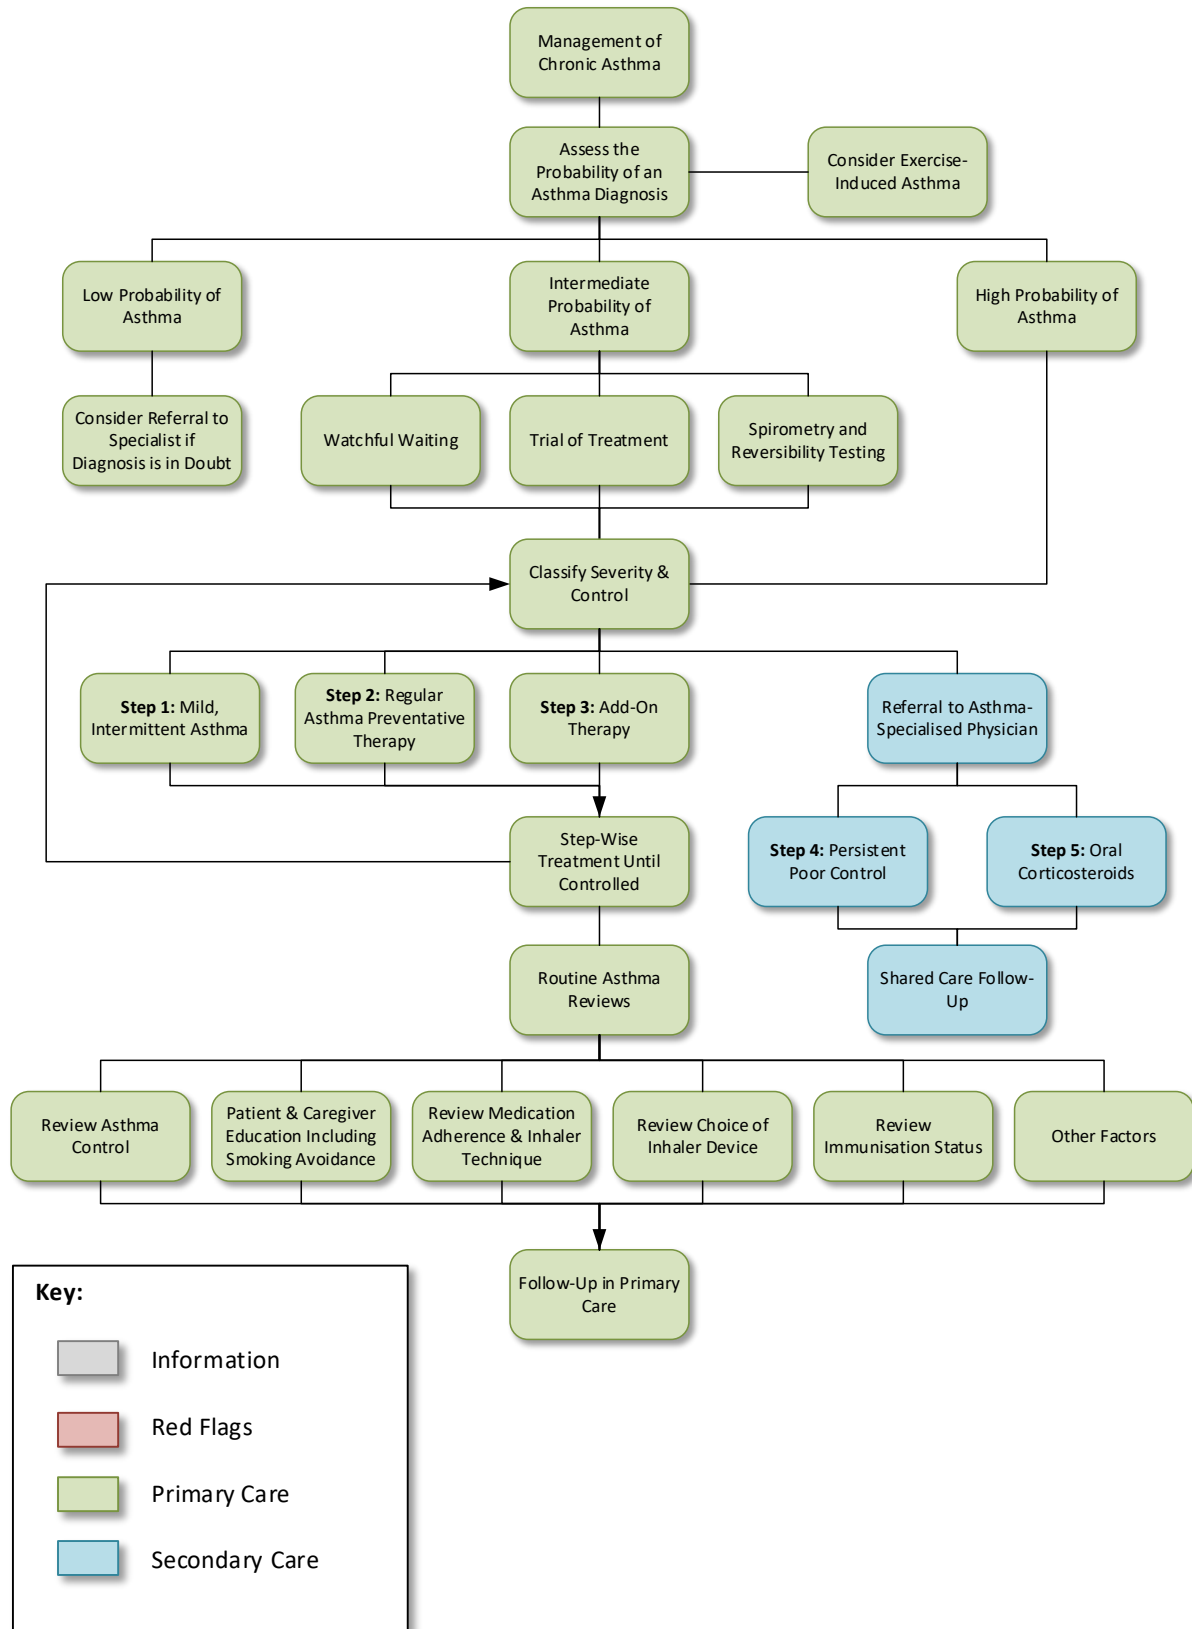 Management of
Chronic Asthma
Assess the
Probability of an
Asthma Diagnosis
Consider Exercise-
Induced Asthma
Low Probability of
Asthma
Intermediate
Probability of
Asthma
High Probability of
Asthma
Consider Referral to
Specialist if
Diagnosis is in Doubt
Watchful Waiting
Trial of Treatment
Spirometry and
Reversibility Testing
Classify Severity &
Control
Step 1: Mild,
Intermittent Asthma
Step 2: Regular
Asthma Preventative
Therapy
Step 3: Add-On
Therapy
Referral to Asthma-
Specialised Physician
Step-Wise
Treatment Until
Controlled
Step 4: Persistent
Poor Control
Step 5: Oral
Corticosteroids
Routine Asthma
Reviews
Shared Care Follow-
Up
Review Asthma
Control
Patient & Caregiver
Education Including
Smoking Avoidance
Review Medication
Adherence & Inhaler
Technique
Review Choice of
Inhaler Device
Review
Immunisation Status
Other Factors
Follow-Up in Primary
Care
Key:
Information
Red Flags
Primary Care
Secondary Care